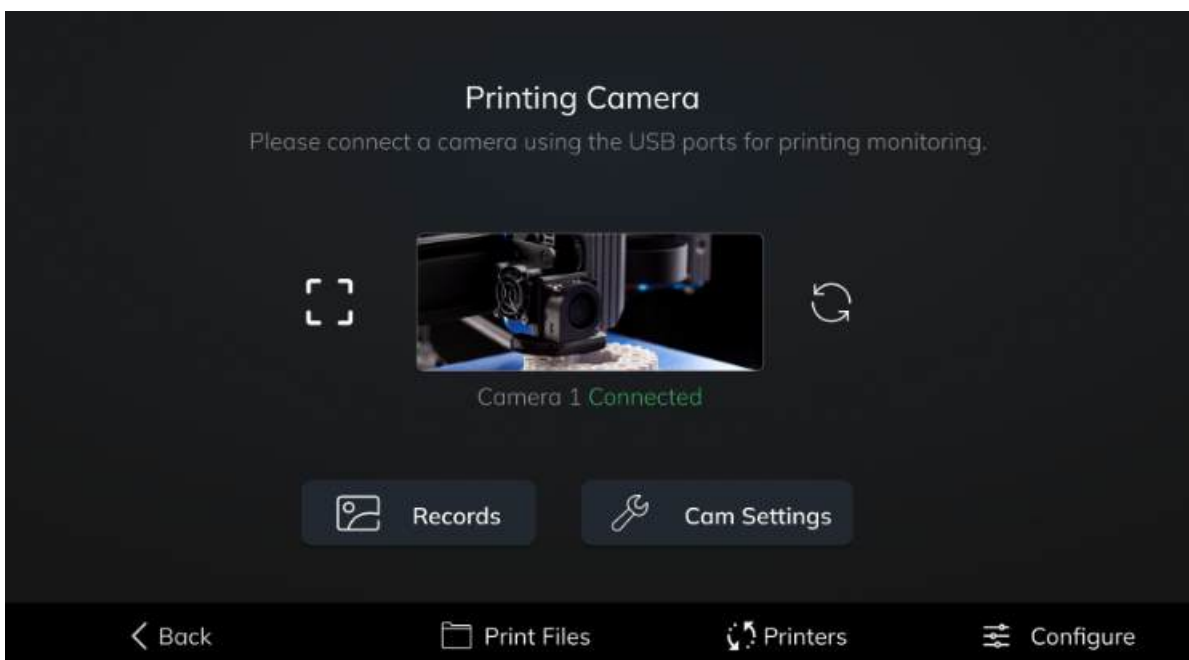 Printing Camera
Please connect a camera using the USB ports for printing monitoring.
Camera 1 Connected
Records
Cam Settings
Back
Print Files
Printers
Configure